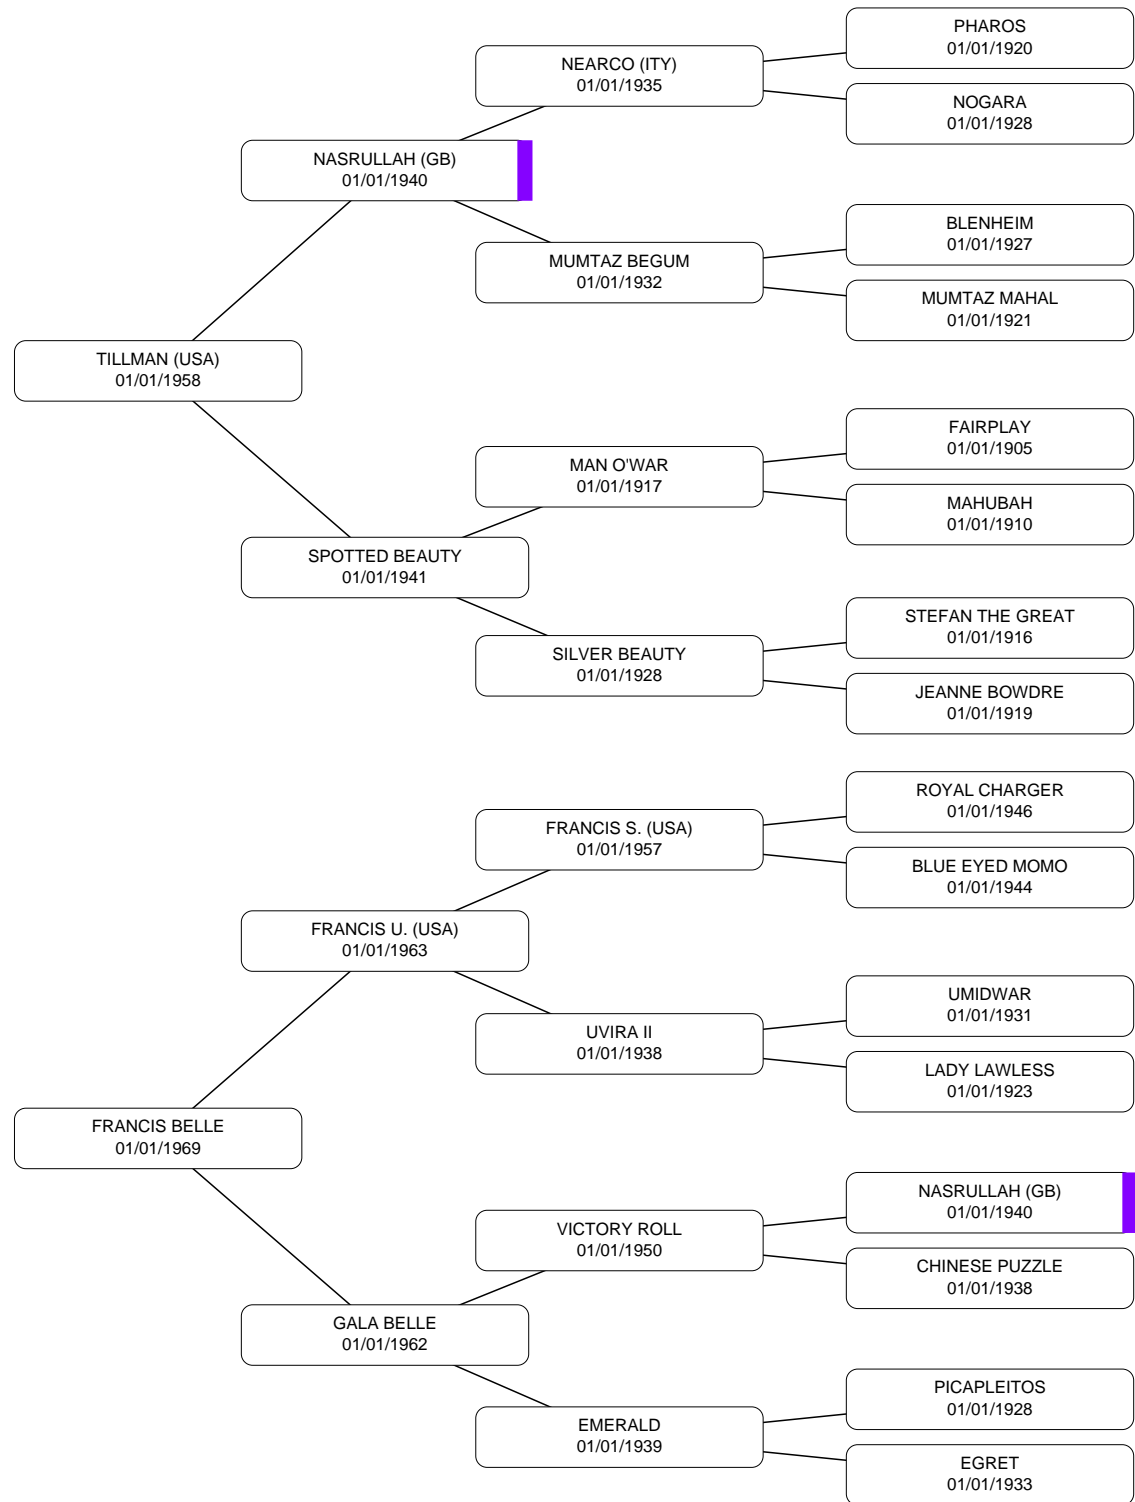 PHAROS
01/01/1920
NEARCO (ITY)
01/01/1935
NOGARA
01/01/1928
NASRULLAH (GB)
01/01/1940
BLENHEIM
01/01/1927
MUMTAZ BEGUM
01/01/1932
MUMTAZ MAHAL
01/01/1921
TILLMAN (USA)
01/01/1958
FAIRPLAY
01/01/1905
MAN O'WAR
01/01/1917
MAHUBAH
01/01/1910
SPOTTED BEAUTY
01/01/1941
STEFAN THE GREAT
01/01/1916
SILVER BEAUTY
01/01/1928
JEANNE BOWDRE
01/01/1919
ROYAL CHARGER
01/01/1946
FRANCIS S. (USA)
01/01/1957
BLUE EYED MOMO
01/01/1944
FRANCIS U. (USA)
01/01/1963
UMIDWAR
01/01/1931
UVIRA II
01/01/1938
LADY LAWLESS
01/01/1923
FRANCIS BELLE
01/01/1969
NASRULLAH (GB)
01/01/1940
VICTORY ROLL
01/01/1950
CHINESE PUZZLE
01/01/1938
GALA BELLE
01/01/1962
PICAPLEITOS
01/01/1928
EMERALD
01/01/1939
EGRET
01/01/1933